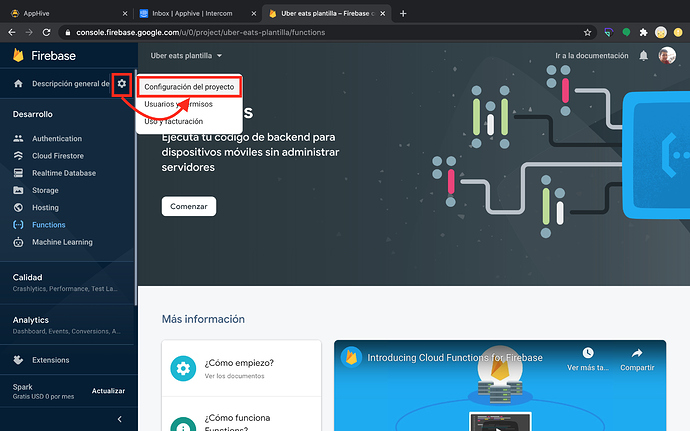 AppHive
Inbox | Apphive | Intercom
Uber eats plantilla – Firebase c
console.firebase.google.com/u/0/project/uber-eats-plantilla/functions
Firebase
Uber eats plantilla
Ir a la documentación
Descripción general de
Configuración del proyecto
Usuarios y permisos
Uso y facturación
Desarrollo
Authentication
Cloud Firestore
Realtime Database
Storage
Hosting
Functions
Machine Learning
Ejecuta tu código de backend para
dispositivos móviles sin administrar
servidores
Comenzar
Calidad
Crashlytics, Performance, Test La...
Analytics
Dashboard, Events, Conversions, A...
Extensions
Spark
Gratis USD 0 por mes
Actualizar
Más información
¿Cómo empiezo?
Ver los documentos
¿Cómo funciona
Functions?
Introducing Cloud Functions for Firebase
Ver más ta...
Compartir